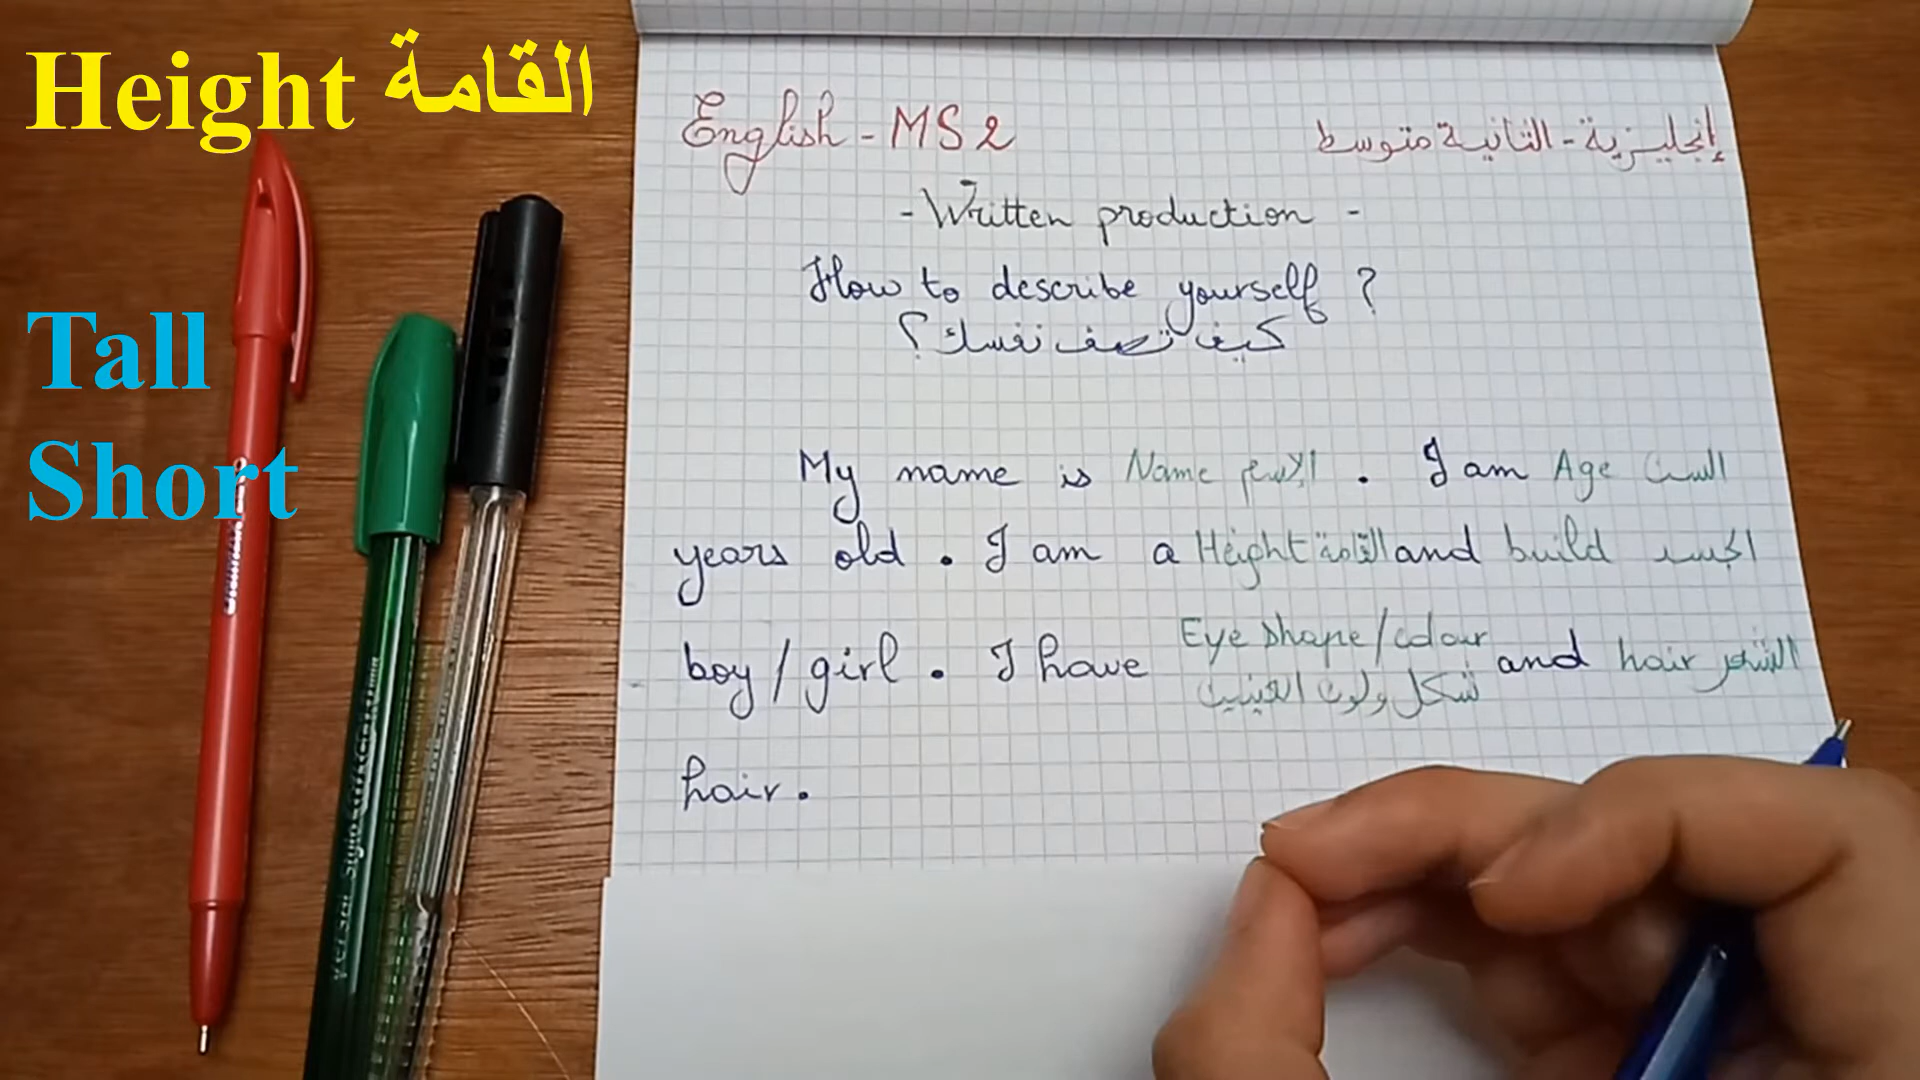 Height القامة
Tall
Short
English - MS2 إنجليزية - الثانية متوسط
- Written production -
How to describe yourself ?
كيف تصف نفسك ؟
My name is Name الإسم . I am Age السن
years old . I am a Height القامة and build الجسد
boy / girl . I have Eye shape / colour شكل ولون العينين and hair الشعر
hair .